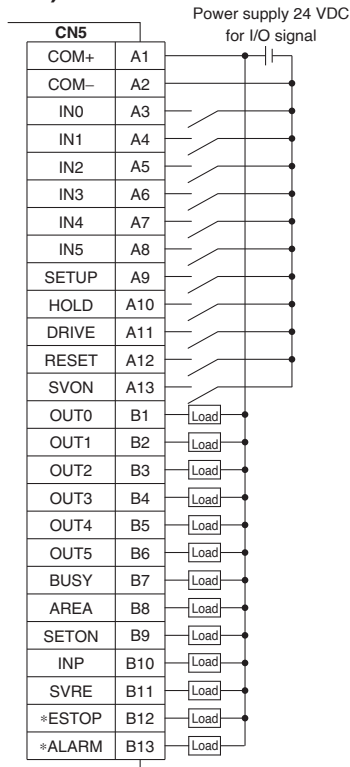 Power supply 24 VDC
for I/O signal
CN5
COM+ A1
COM− A2
IN0 A3
IN1 A4
IN2 A5
IN3 A6
IN4 A7
IN5 A8
SETUP A9
HOLD A10
DRIVE A11
RESET A12
SVON A13
OUT0 B1 Load
OUT1 B2 Load
OUT2 B3 Load
OUT3 B4 Load
OUT4 B5 Load
OUT5 B6 Load
BUSY B7 Load
AREA B8 Load
SETON B9 Load
INP B10 Load
SVRE B11 Load
*ESTOP B12 Load
*ALARM B13 Load